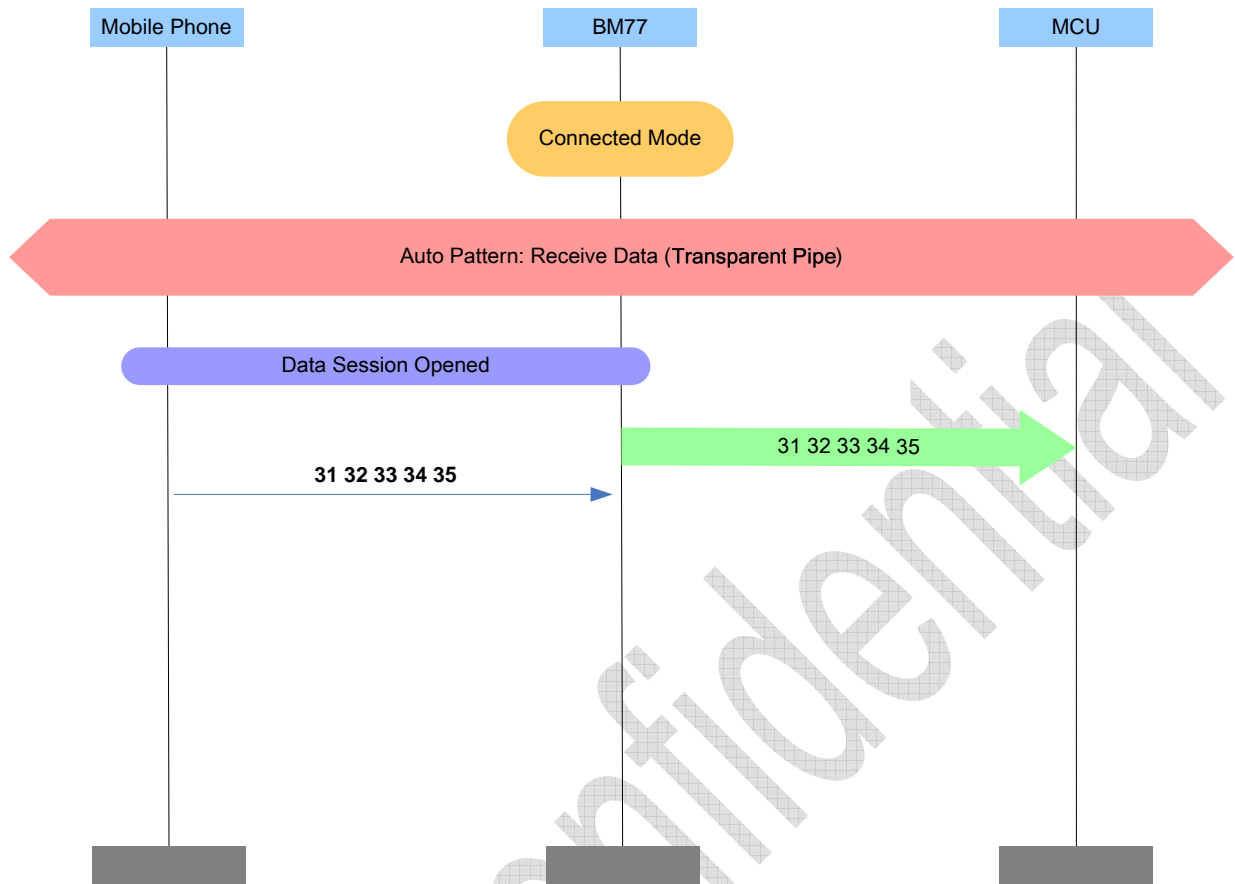 Mobile Phone
BM77
MCU
Connected Mode
Auto Pattern: Receive Data (Transparent Pipe)
Data Session Opened
31 32 33 34 35
31 32 33 34 35
onfidential